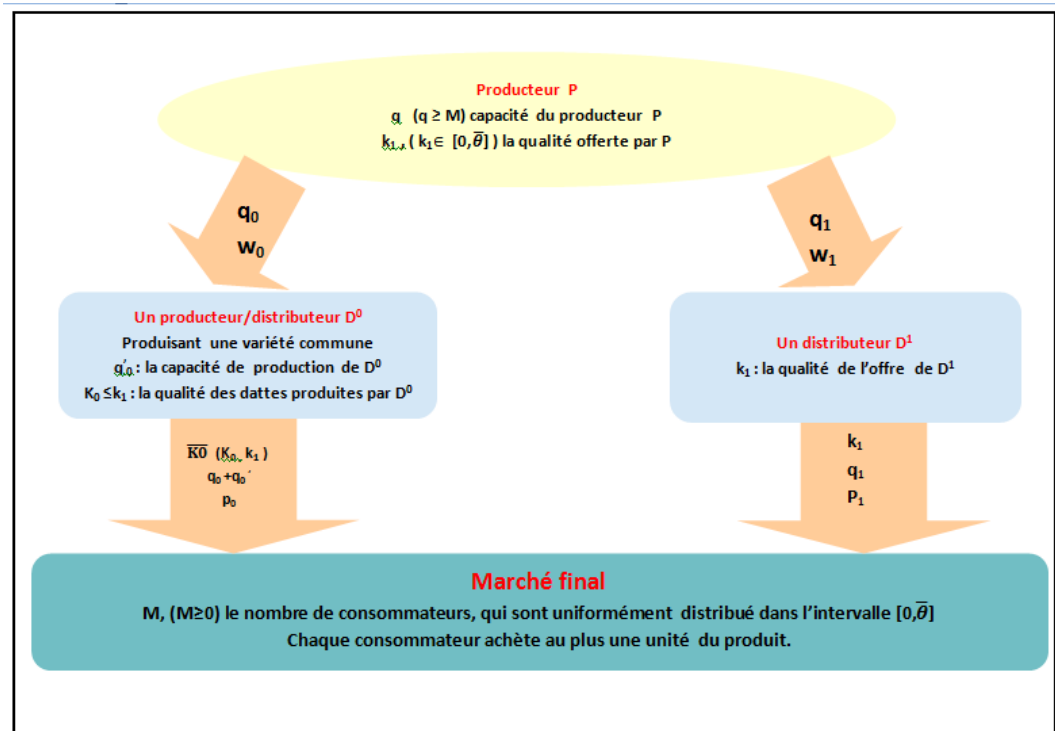 Producteur P
q (q ≥ M) capacité du producteur P
k₁ , ( k₁∈ [0,θ̅] ) la qualité offerte par P
q₀
w₀
q₁
w₁
Un producteur/distributeur D⁰
Produisant une variété commune
q₀′ : la capacité de production de D⁰
K₀ ≤k₁ : la qualité des dattes produites par D⁰
Un distributeur D¹
k₁ : la qualité de l’offre de D¹
K̅0̅ (K₀, k₁ )
q₀ +q₀′
p₀
k₁
q₁
P₁
Marché final
M, (M≥0) le nombre de consommateurs, qui sont uniformément distribué dans l’intervalle [0,θ̅]
Chaque consommateur achète au plus une unité du produit.